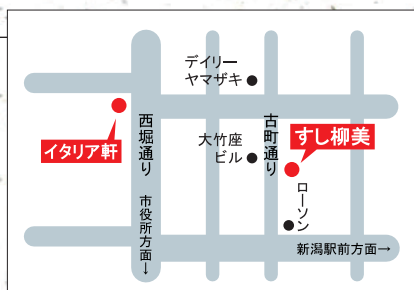 デイリー
ヤマザキ
イタリア軒
西堀通り
大竹座
ビル
古町通り
すし柳美
ローソン
市役所方面→
新潟駅前方面→